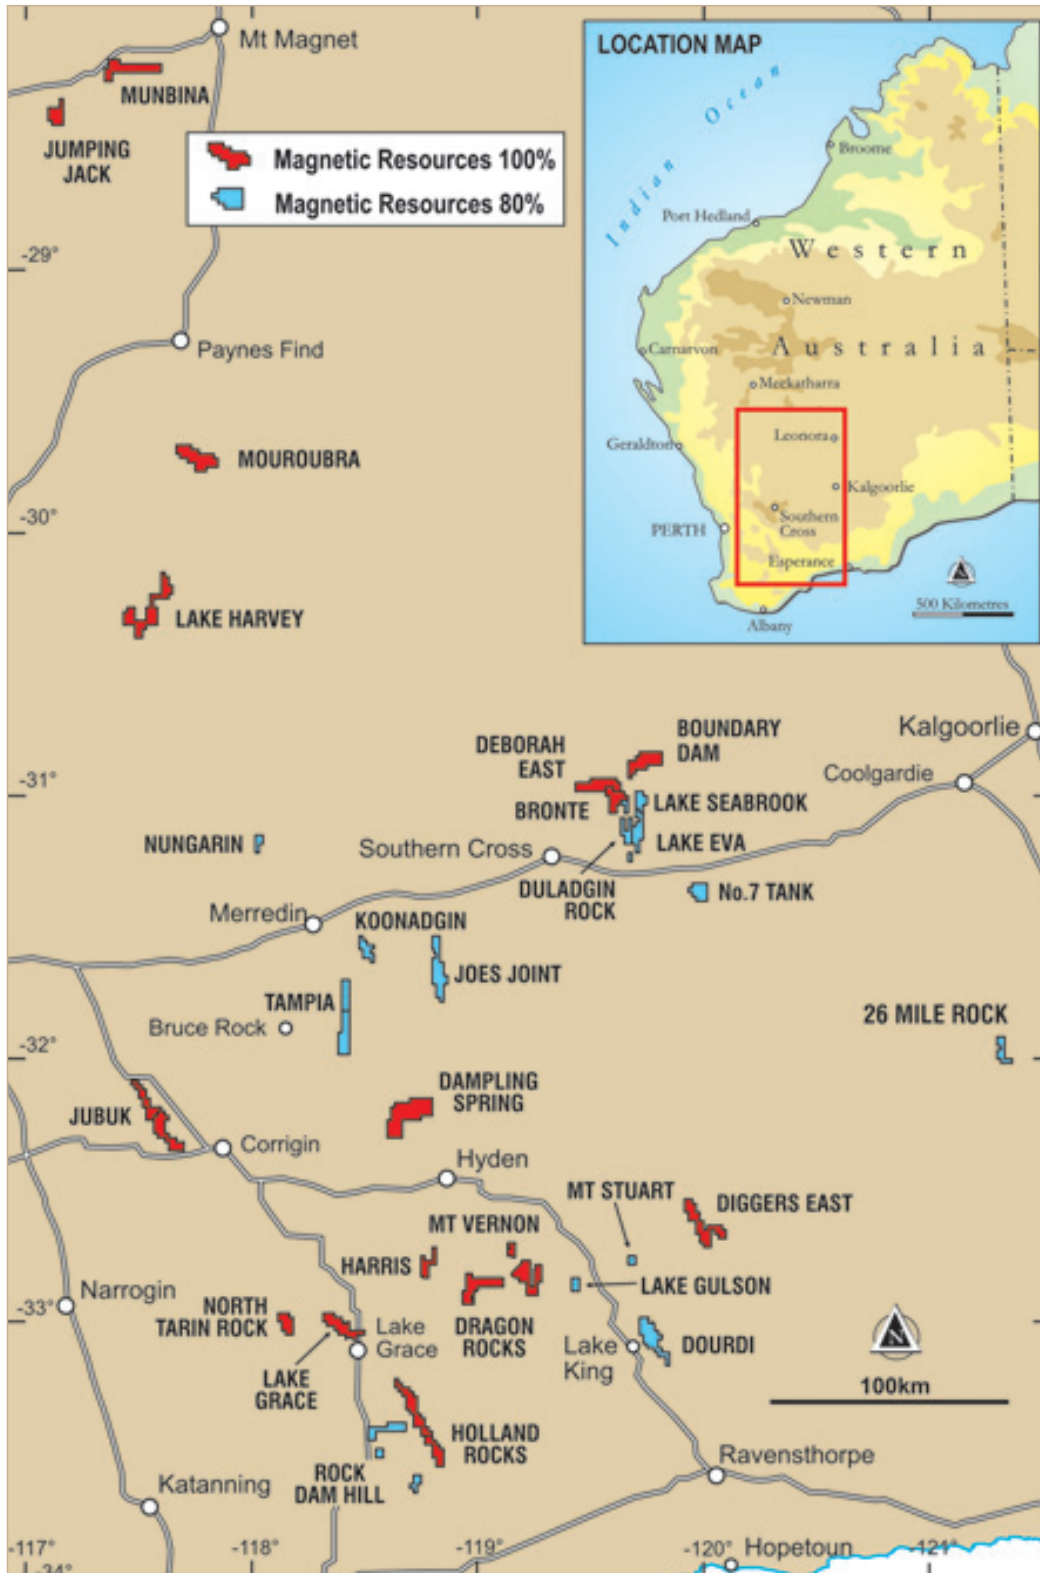 Mt Magnet
MUNBINA
JUMPING
JACK
Magnetic Resources 100%
Magnetic Resources 80%
LOCATION MAP
Indian Ocean
Broome
Port Hedland
Western
Newman
Australia
Carnarvon
Meekatharra
Leonora
Geraldton
Kalgoorlie
Southern
Cross
PERTH
Esperance
Albany
N
500 Kilometres
-29°
Paynes Find
MOUROUBRA
-30°
LAKE HARVEY
BOUNDARY
DAM
Kalgoorlie
DEBORAH
EAST
Coolgardie
-31°
LAKE SEABROOK
BRONTE
NUNGARIN
LAKE EVA
Southern Cross
DULADGIN
ROCK
No.7 TANK
Merredin
KOONADGIN
JOES JOINT
TAMPIA
26 MILE ROCK
Bruce Rock
-32°
DAMPLING
SPRING
JUBUK
Corrigin
Hyden
MT STUART
DIGGERS EAST
MT VERNON
HARRIS
LAKE GULSON
Narrogin
NORTH
TARIN ROCK
-33°
Lake
Grace
DRAGON
ROCKS
Lake
King
DOURDI
N
LAKE
GRACE
100km
HOLLAND
ROCKS
Ravensthorpe
ROCK
DAM HILL
Katanning
-117°
-118°
-119°
-120°
Hopetoun
-121°
-34°